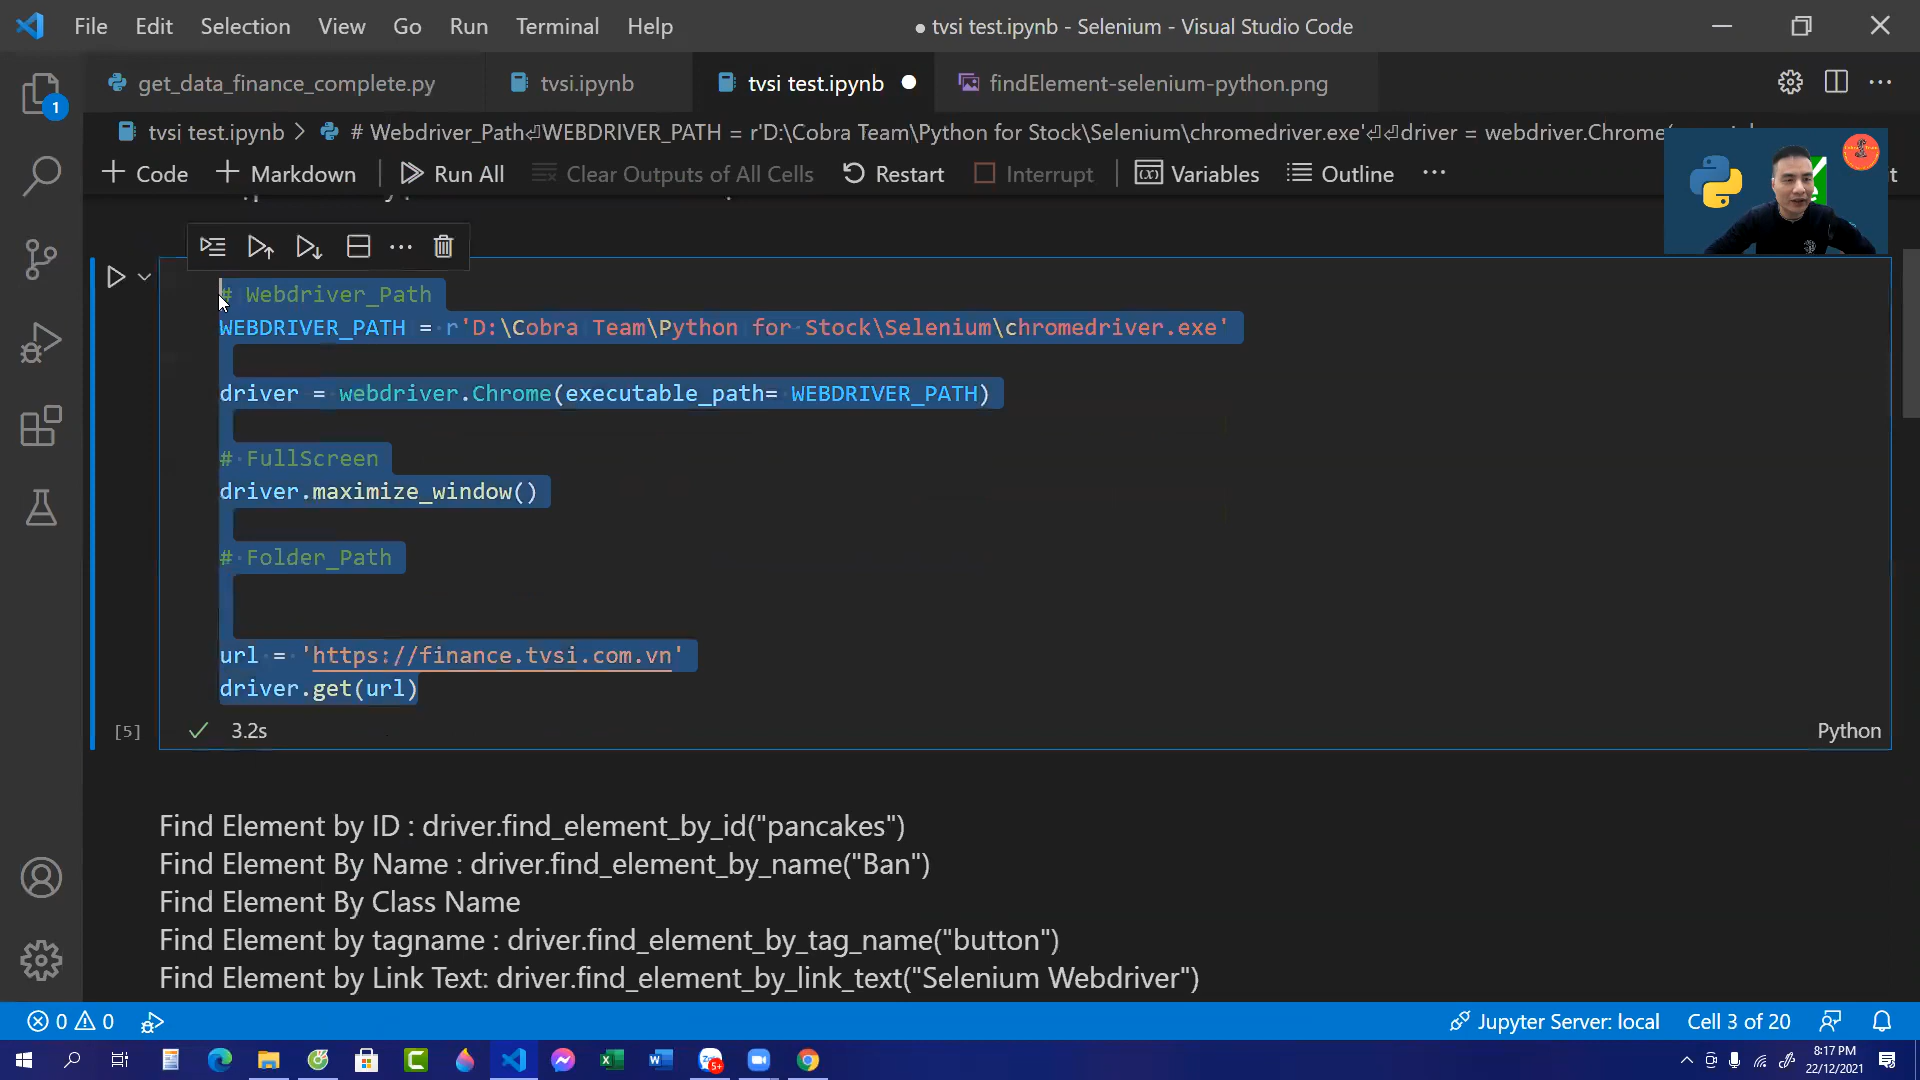 File Edit Selection View Go Run Terminal Help
● tvsi test.ipynb - Selenium - Visual Studio Code
1
get_data_finance_complete.py
tvsi.ipynb
tvsi test.ipynb ●
findElement-selenium-python.png
tvsi test.ipynb > # Webdriver_Path⏎WEBDRIVER_PATH = r'D:\Cobra Team\Python for Stock\Selenium\chromedriver.exe'⏎⏎driver = webdriver.Chrome(
+ Code + Markdown Run All Clear Outputs of All Cells Restart Interrupt Variables Outline ···
# Webdriver_Path
WEBDRIVER_PATH = r'D:\Cobra Team\Python for Stock\Selenium\chromedriver.exe'
driver = webdriver.Chrome(executable_path= WEBDRIVER_PATH)
# FullScreen
driver.maximize_window()
# Folder_Path
url = 'https://finance.tvsi.com.vn'
driver.get(url)
[5] ✓ 3.2s
Python
Find Element by ID : driver.find_element_by_id("pancakes")
Find Element By Name : driver.find_element_by_name("Ban")
Find Element By Class Name
Find Element by tagname : driver.find_element_by_tag_name("button")
Find Element by Link Text: driver.find_element_by_link_text("Selenium Webdriver")
0 0
Jupyter Server: local
Cell 3 of 20
5+
8:17 PM
22/12/2021